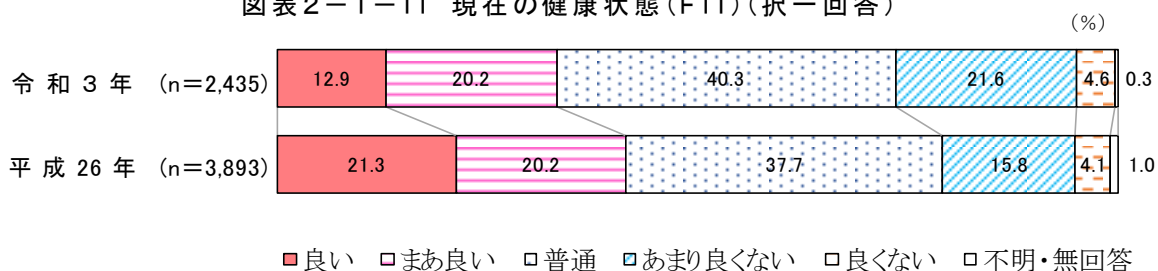 図表2-1-11 現在の健康状態(F11)(択一回答)
(%)
令和3年 (n=2,435) 12.9 20.2 40.3 21.6 4.6 0.3
平成26年 (n=3,893) 21.3 20.2 37.7 15.8 4.1 1.0
良い まあ良い 普通 あまり良くない 良くない 不明・無回答